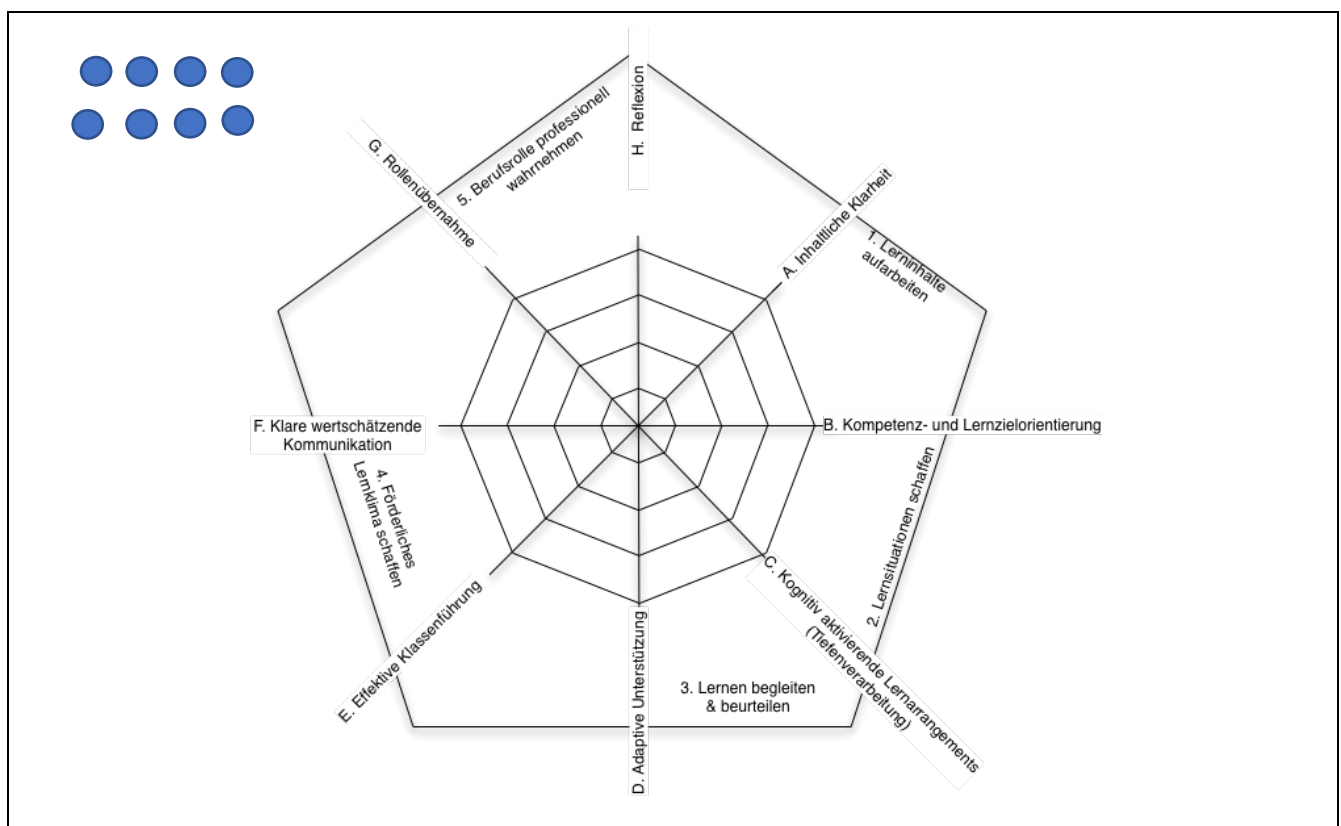 H. Reflexion
5. Berufsrolle professionell
wahrnehmen
G. Rollenübernahme
A. Inhaltliche Klarheit
1. Lerninhalte
aufarbeiten
F. Klare wertschätzende
Kommunikation
B. Kompetenz- und Lernzielorientierung
4. Förderliches
Lernklima schaffen
2. Lernsituationen schaffen
E. Effektive Klassenführung
D. Adaptive Unterstützung
3. Lernen begleiten
& beurteilen
C. Kognitiv aktivierende Lernarrangements
(Tiefenverarbeitung)